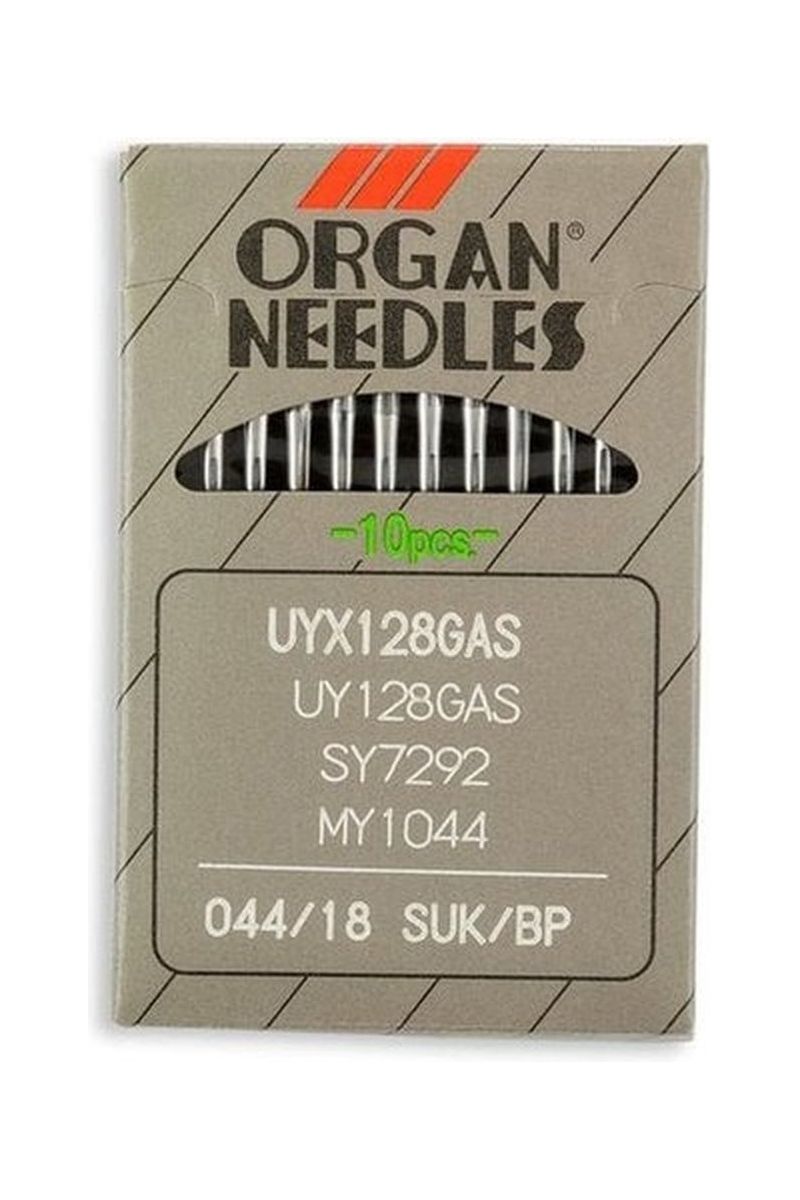 ORGAN®
NEEDLES
-10pcs.-
UYX128GAS
UY128GAS
SY7292
MY1044
044/18 SUK/BP